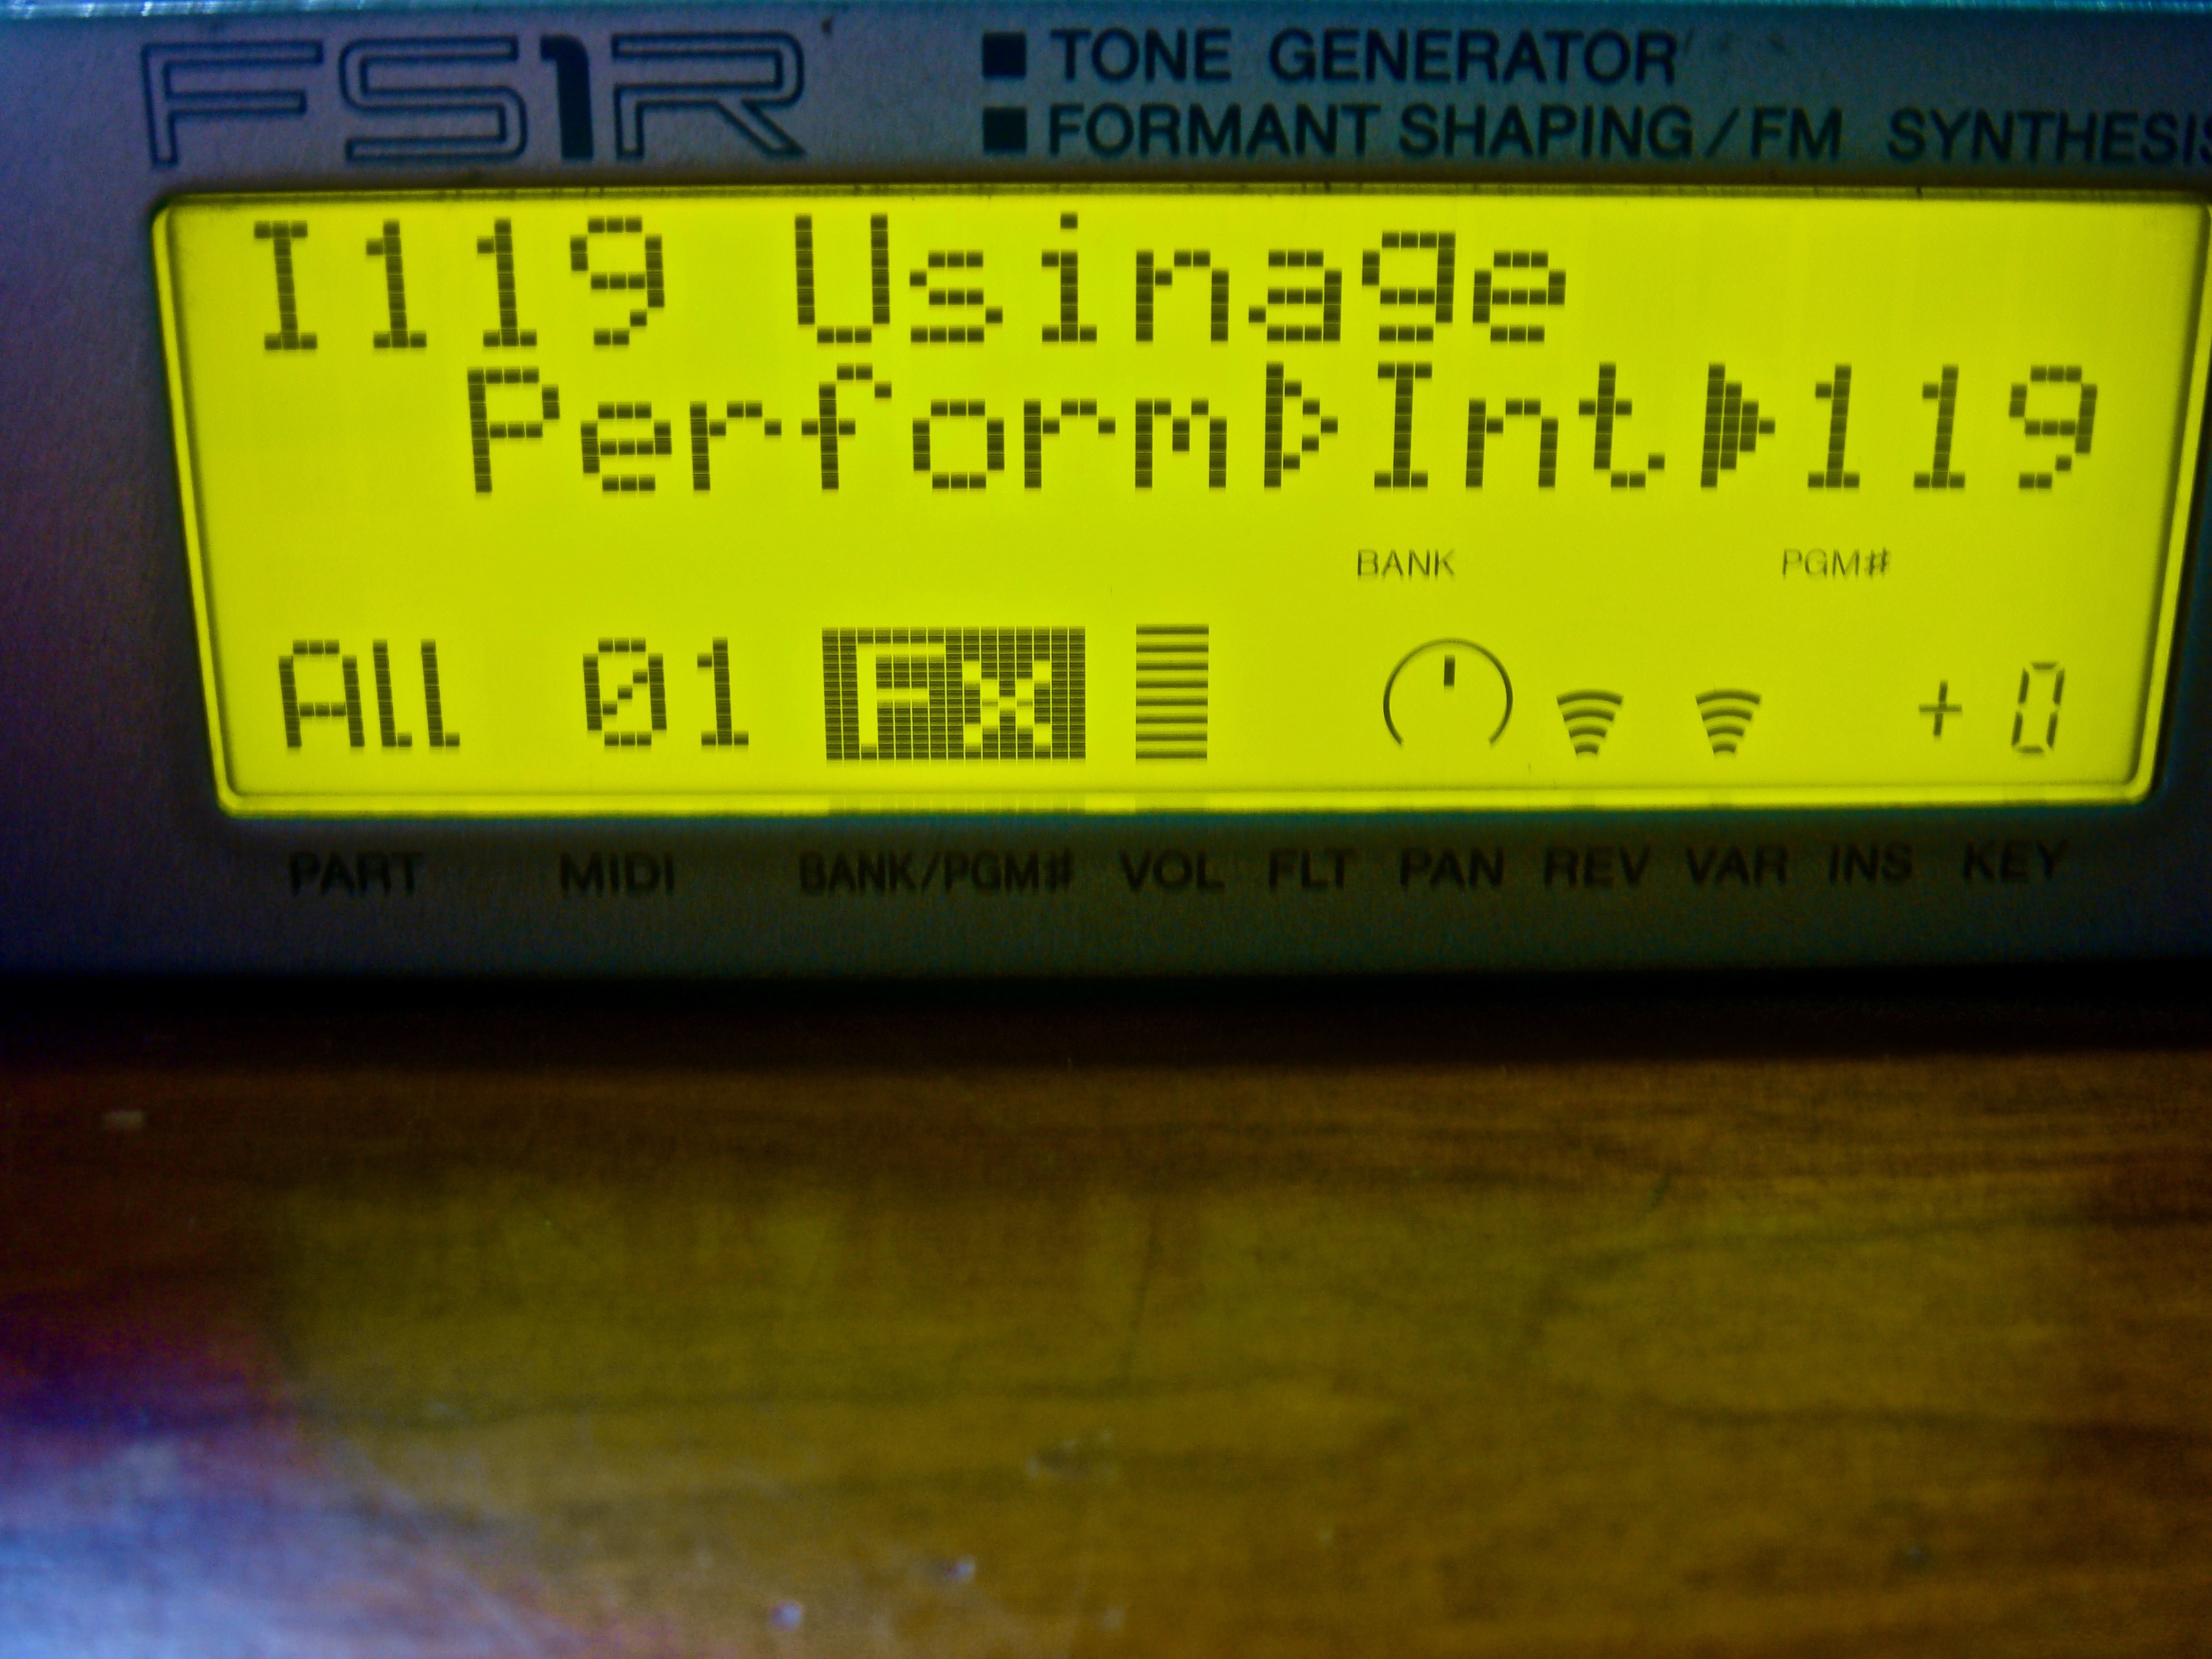 FS1R
■ TONE GENERATOR
■ FORMANT SHAPING/FM SYNTHESIS
I119 Usinage
Perform▷Int▶119
BANK PGM#
All 01 FX + 0
PART MIDI BANK/PGM# VOL FLT PAN REV VAR INS KEY